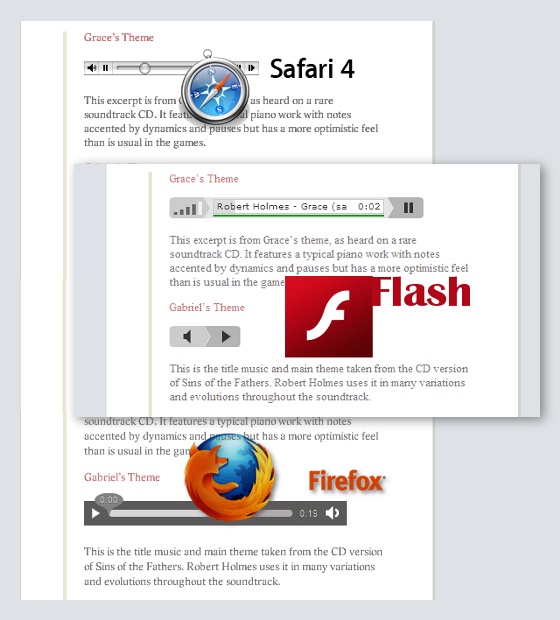 Grace's Theme
Safari 4
This excerpt is from G as heard on a rare
soundtrack CD. It featu al piano work with notes
accented by dynamics and pauses but has a more optimistic feel
than is usual in the games.
Grace`s Theme
Robert Holmes - Grace (sa 0:02
This excerpt is from Grace`s theme, as heard on a rare
soundtrack CD. It features a typical piano work with notes
accented by dynamics and pauses but has a more optimistic feel
than is usual in the game
Flash
Gabriel`s Theme
This is the title music and main theme taken from the CD version
of Sins of the Fathers. Robert Holmes uses it in many variations
and evolutions throughout the soundtrack.
soundtrack CD. It features a typical piano work with notes
accented by dynamics and pauses but has a more optimistic feel
than is usual in the gam
Gabriel's Theme
Firefox
0:00
0:19
This is the title music and main theme taken from the CD version
of Sins of the Fathers. Robert Holmes uses it in many variations
and evolutions throughout the soundtrack.